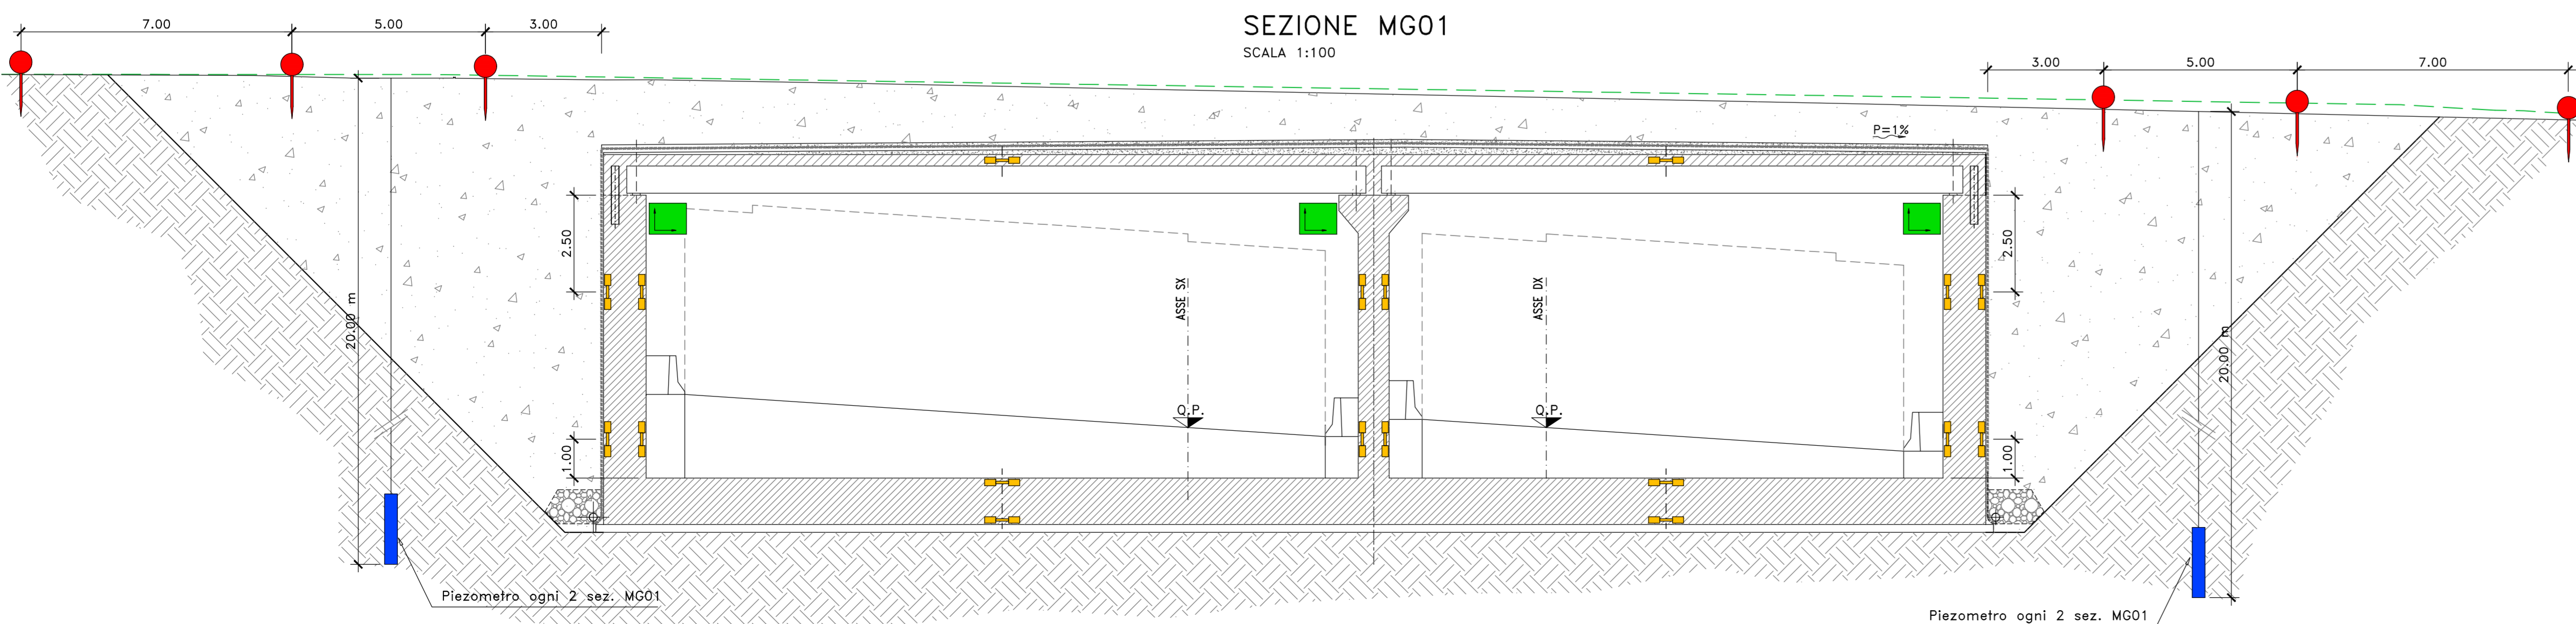 SEZIONE MG01
SCALA 1:100
7.00
5.00
3.00
3.00
5.00
7.00
P=1%
2.50
2.50
20.00 m
20.00 m
ASSE SX
ASSE DX
Q.P.
Q.P.
1.00
1.00
Piezometro ogni 2 sez. MG01
Piezometro ogni 2 sez. MG01